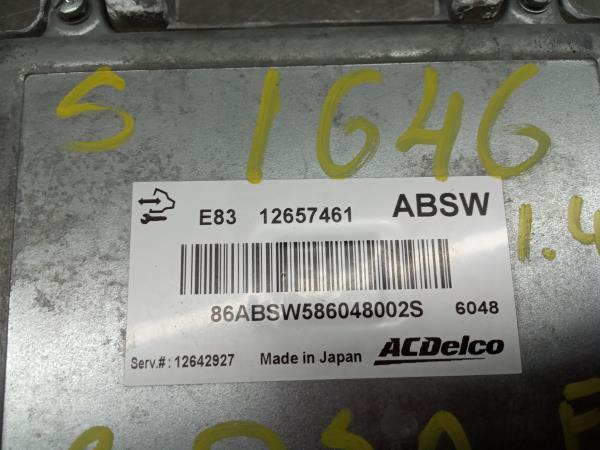 S 1646
E83 12657461 ABSW
1.4
86ABSW586048002S 6048
Serv.#: 12642927 Made in Japan ACDelco